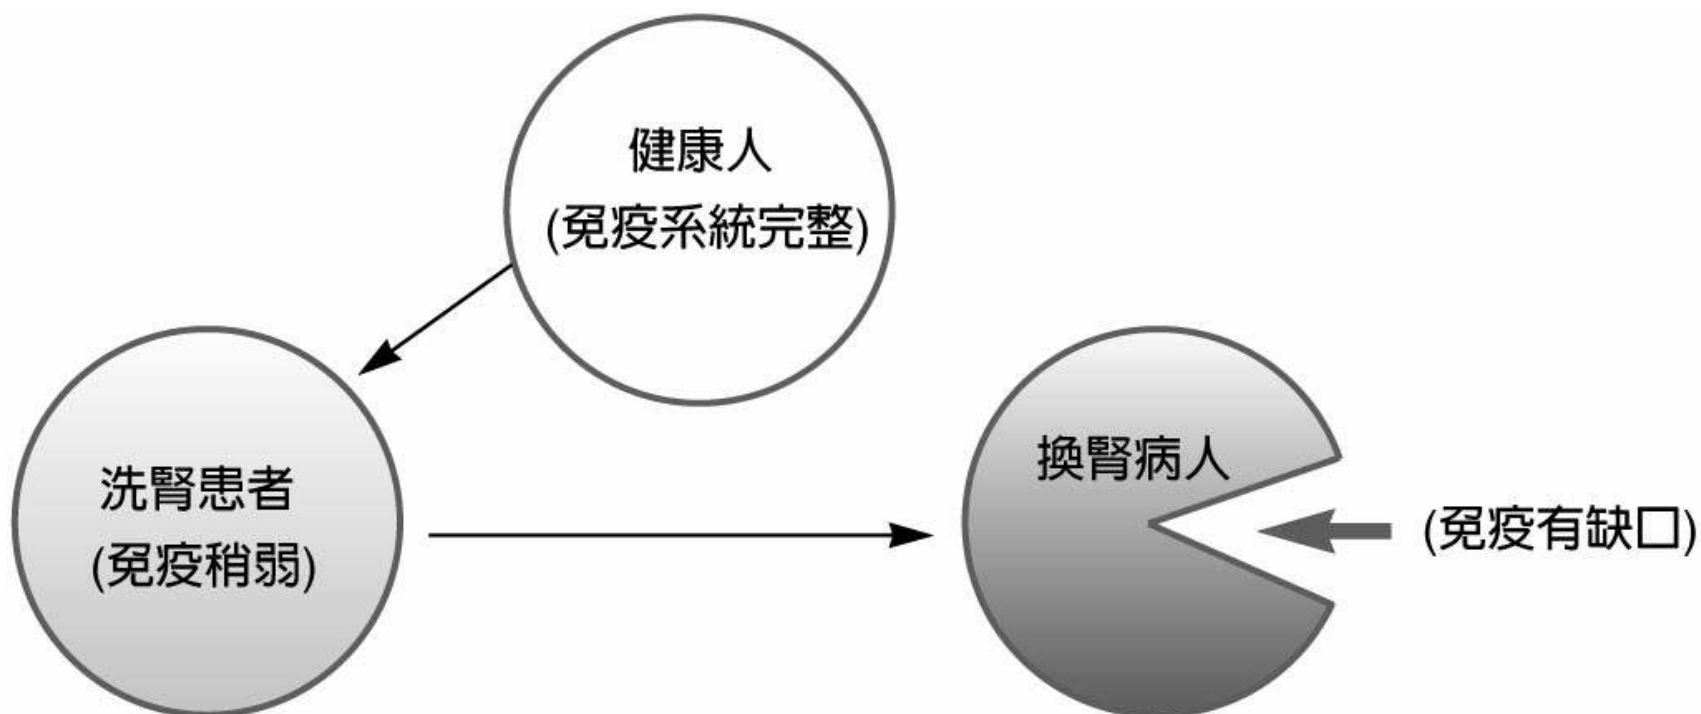 健康人
(免疫系統完整)
洗腎患者
(免疫稍弱)
換腎病人
(免疫有缺口)